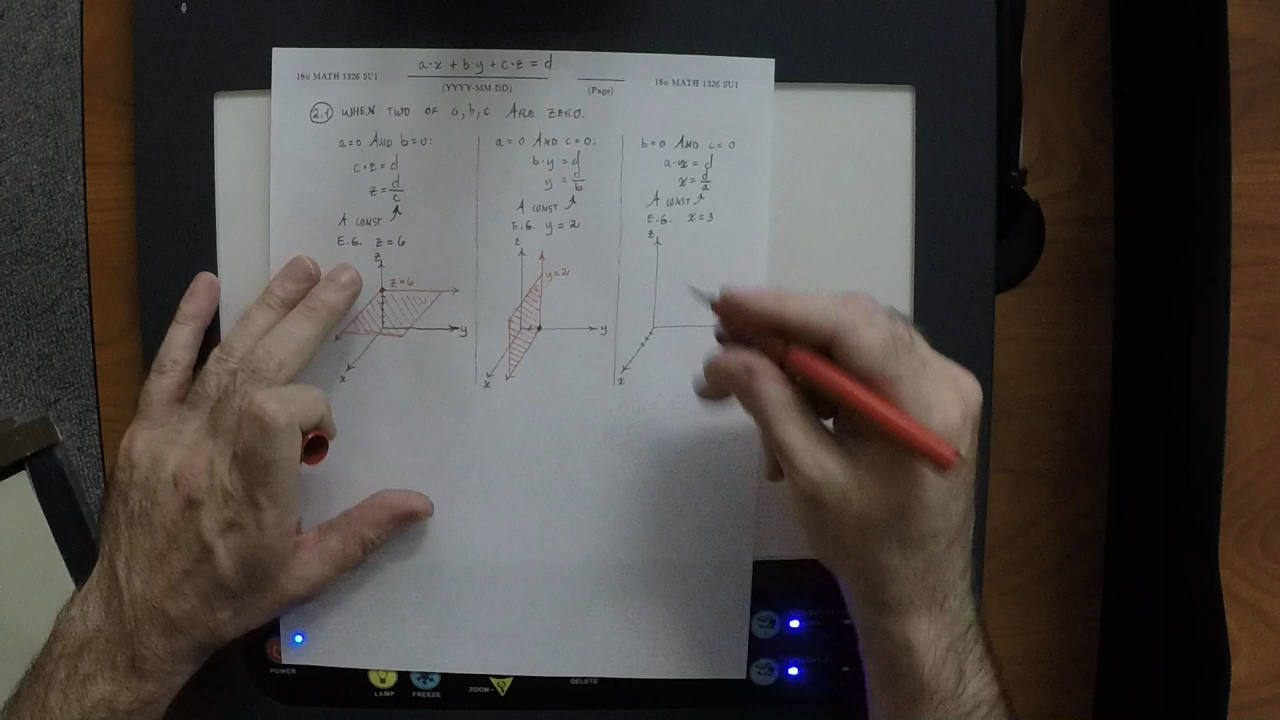 a·x + b·y + c·z = d
18u MATH 1326 5U1
(YYYY-MM-DD)
(Page)
18u MATH 1326 5U1
2.1 WHEN TWO OF a, b, c ARE ZERO.
a=0 AND b=0:
c·z = d
z = d/c
A CONST
E.G. z=6
z
z=6
y
x
a=0 AND c=0:
b·y = d
y = d/b
A CONST
E.G. y=2
z
y=2
y
x
b=0 AND c=0
a·x = d
x = d/a
A CONST
E.G. x=3
z
x
POWER
LAMP
FREEZE
ZOOM
DELETE